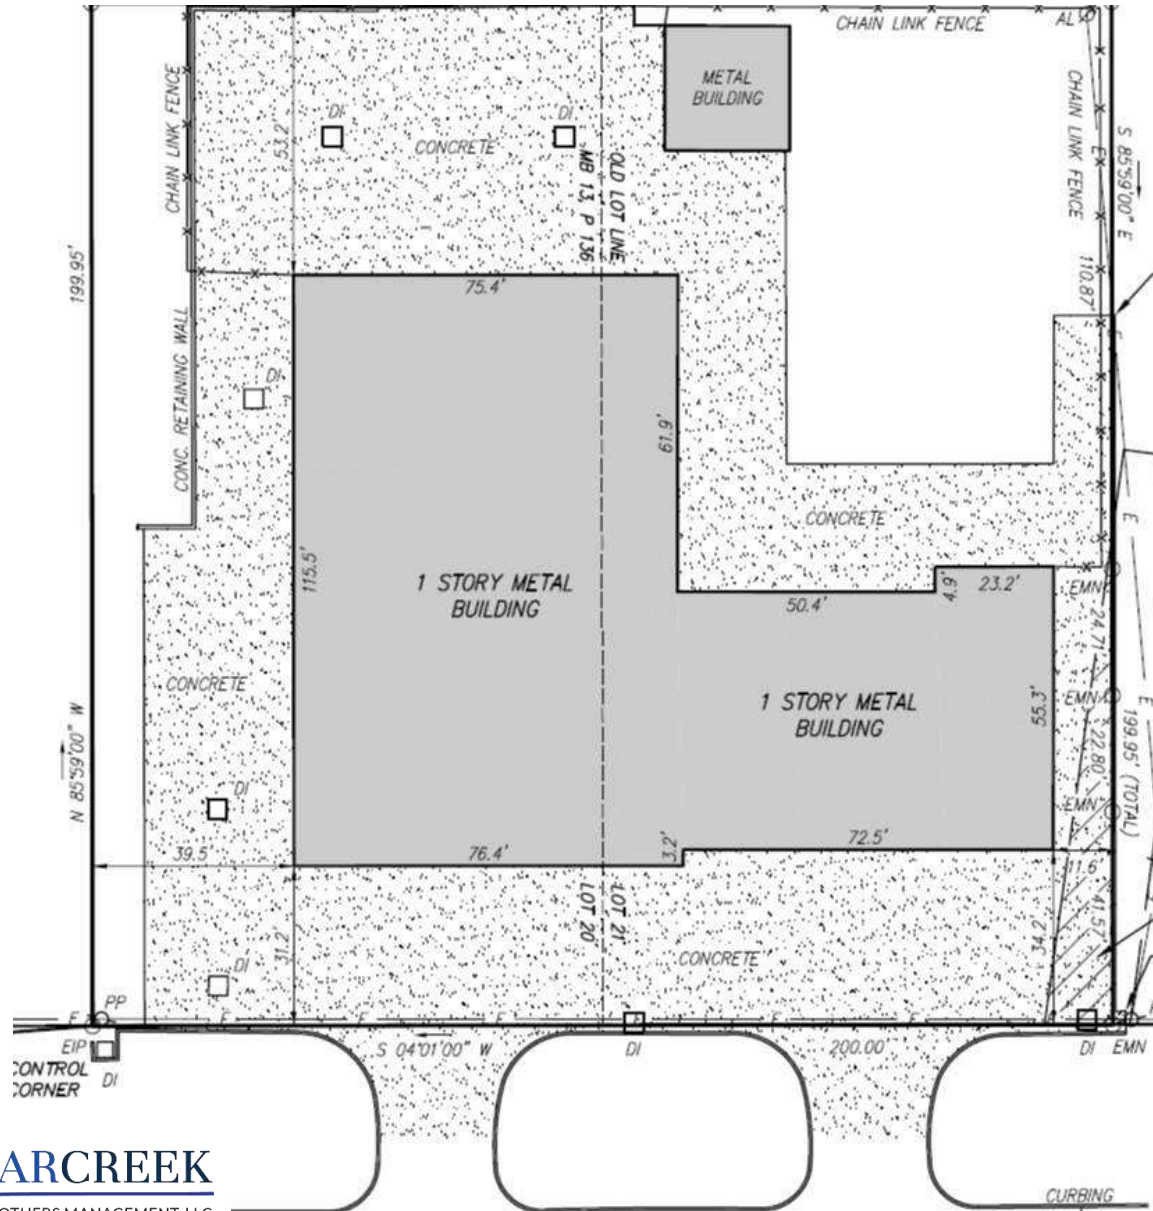 CHAIN LINK FENCE
AL
METAL
BUILDING
CHAIN LINK FENCE
DI
DI
CONCRETE
53.2'
OLD LOT LINE
MB 13, P 136
CHAIN LINK FENCE
E
S 85°59'00" E
110.87'
199.95'
75.4'
CONC. RETAINING WALL
DI
61.9'
E
CONCRETE
E
E
115.5'
1 STORY METAL
BUILDING
50.4'
4.9'
23.2'
EMN
24.71'
CONCRETE
1 STORY METAL
BUILDING
55.3'
EMN
22.80'
E
199.95' (TOTAL)
N 85°59'00" W
DI
EMN
39.5
76.4'
3.2'
72.5'
11.6'
LOT 21
LOT 20
41.57'
31.2'
DI
CONCRETE
34.2'
PP
E
E
E
E
E
E
EIP
DI
CONTROL
CORNER
S 04°01'00" W
DI
200.00'
DI
EMN
ARCREEK
OTHERS MANAGEMENT, LLC
CURBING